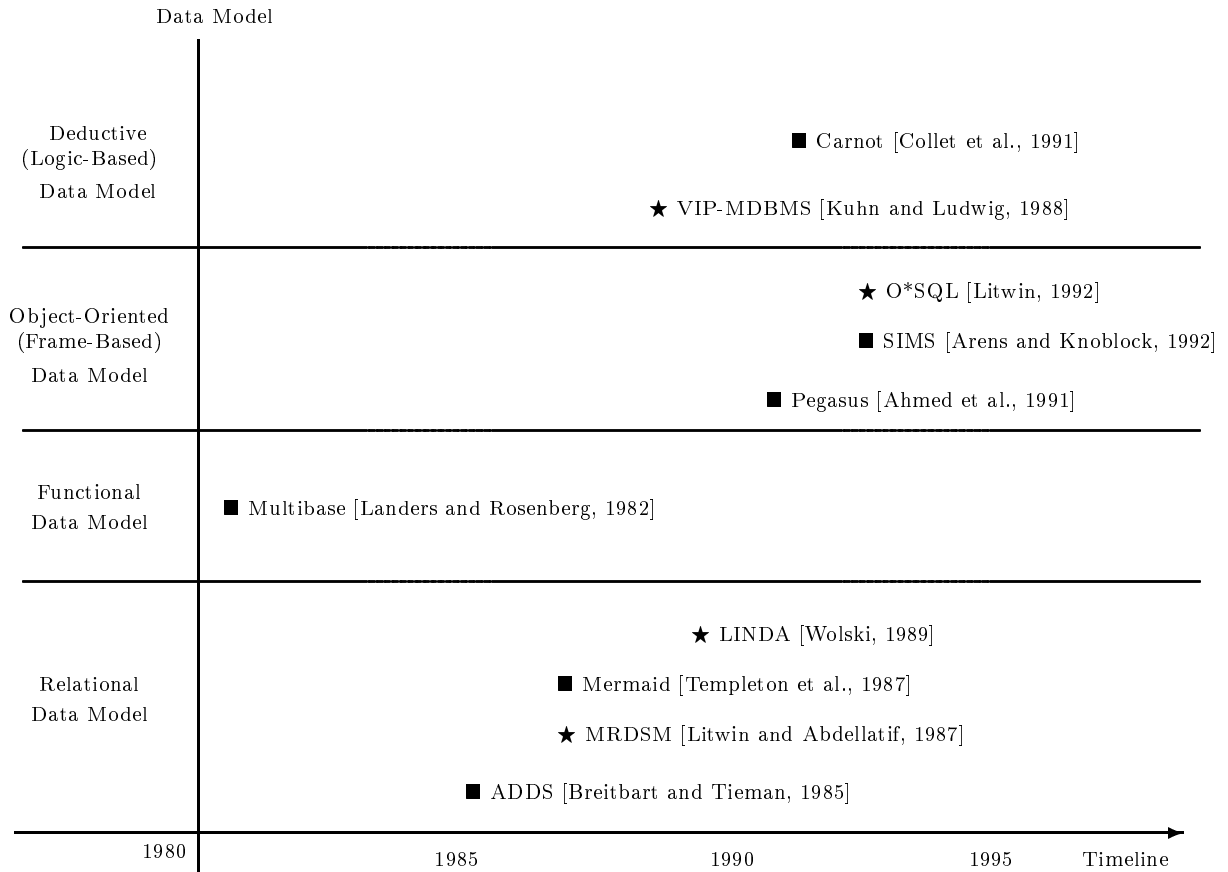 Data Model
Deductive
(Logic-Based)
Data Model
Carnot [Collet et al., 1991]
VIP-MDBMS [Kuhn and Ludwig, 1988]
Object-Oriented
(Frame-Based)
Data Model
O*SQL [Litwin, 1992]
SIMS [Arens and Knoblock, 1992]
Pegasus [Ahmed et al., 1991]
Functional
Data Model
Multibase [Landers and Rosenberg, 1982]
Relational
Data Model
LINDA [Wolski, 1989]
Mermaid [Templeton et al., 1987]
MRDSM [Litwin and Abdellatif, 1987]
ADDS [Breitbart and Tieman, 1985]
1980
1985
1990
1995
Timeline